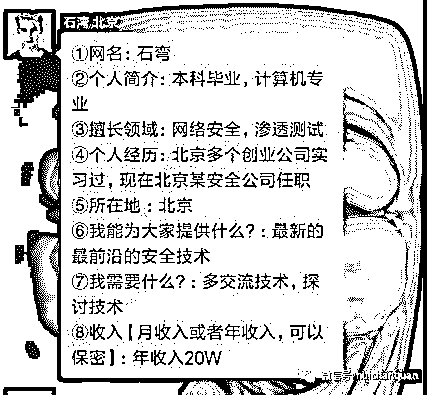 石弯,北京
①网名：石弯
②个人简介：本科毕业，计算机专
业
③擅长领域：网络安全，渗透测试
④个人经历：北京多个创业公司实
习过，现在北京某安全公司任职
⑤所在地：北京
⑥我能为大家提供什么？：最新的
最前沿的安全技术
⑦我需要什么？：多交流技术，探
讨技术
⑧收入【月收入或者年收入，可以
保密】：年收入20W